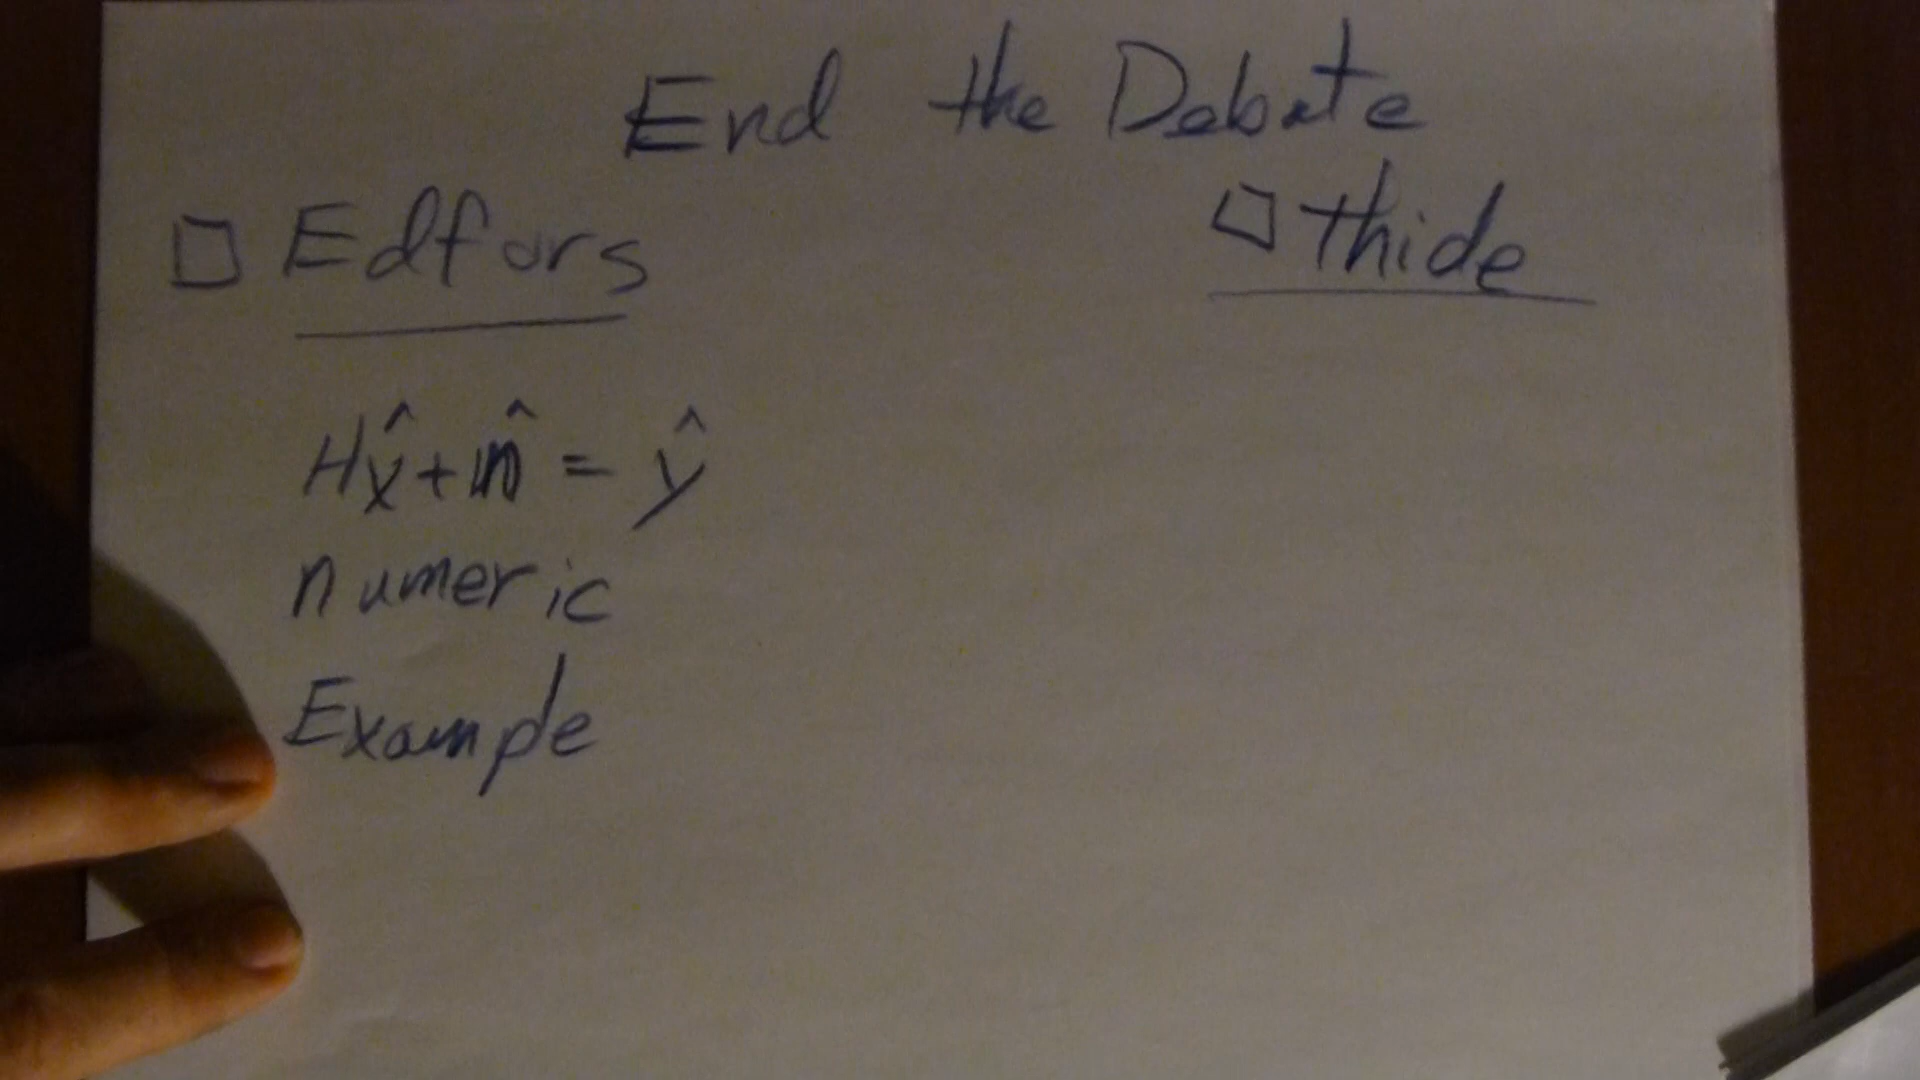 End the Debate
□ Edfors
□ thide
Hx̂+n̂ = ŷ
numeric
Example